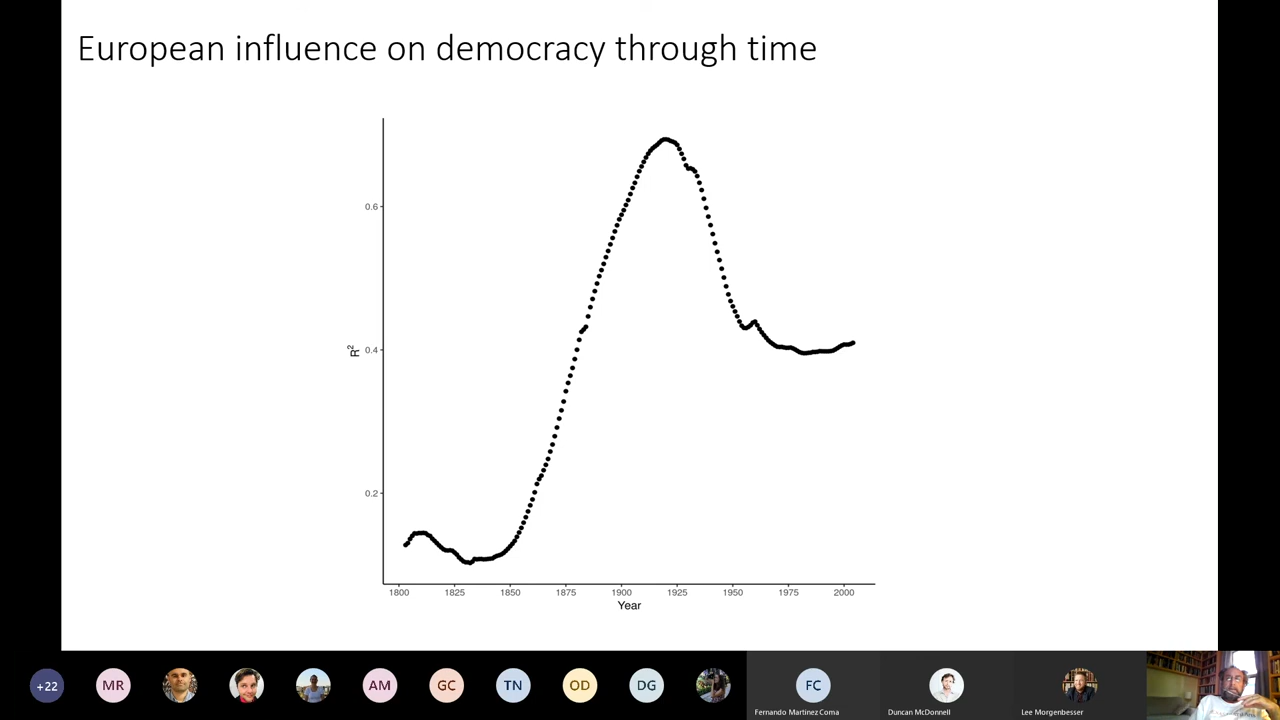 European influence on democracy through time
0.6
R²
0.4
0.2
1800 1825 1850 1875 1900 1925 1950 1975 2000
Year
+22 MR AM GC TN OD DG FC
Fernando Martinez Coma Duncan McDonnell Lee Morgenbesser